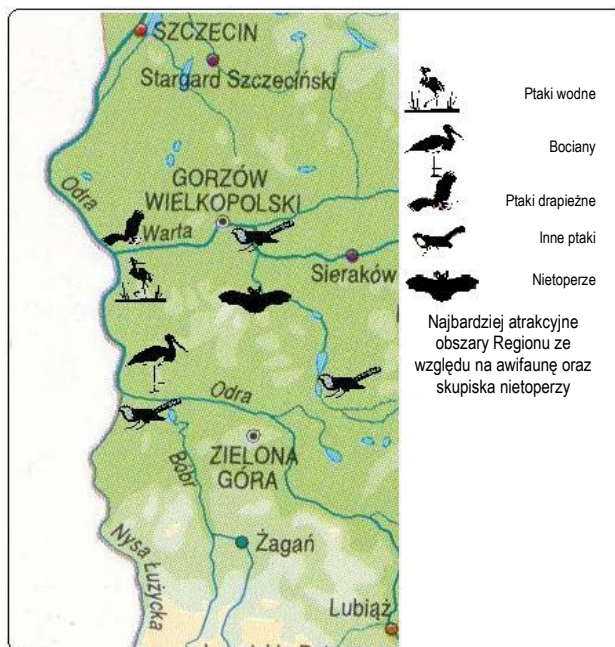 SZCZECIN
Stargard Szczeciński
Odra
GORZÓW
WIELKOPOLSKI
Warta
Sieraków
Odra
ZIELONA
GÓRA
Bóbr
Nysa Łużycka
Żagań
Lubiąż
Ptaki wodne
Bociany
Ptaki drapieżne
Inne ptaki
Nietoperze
Najbardziej atrakcyjne
obszary Regionu ze
względu na awifaunę oraz
skupiska nietoperzy